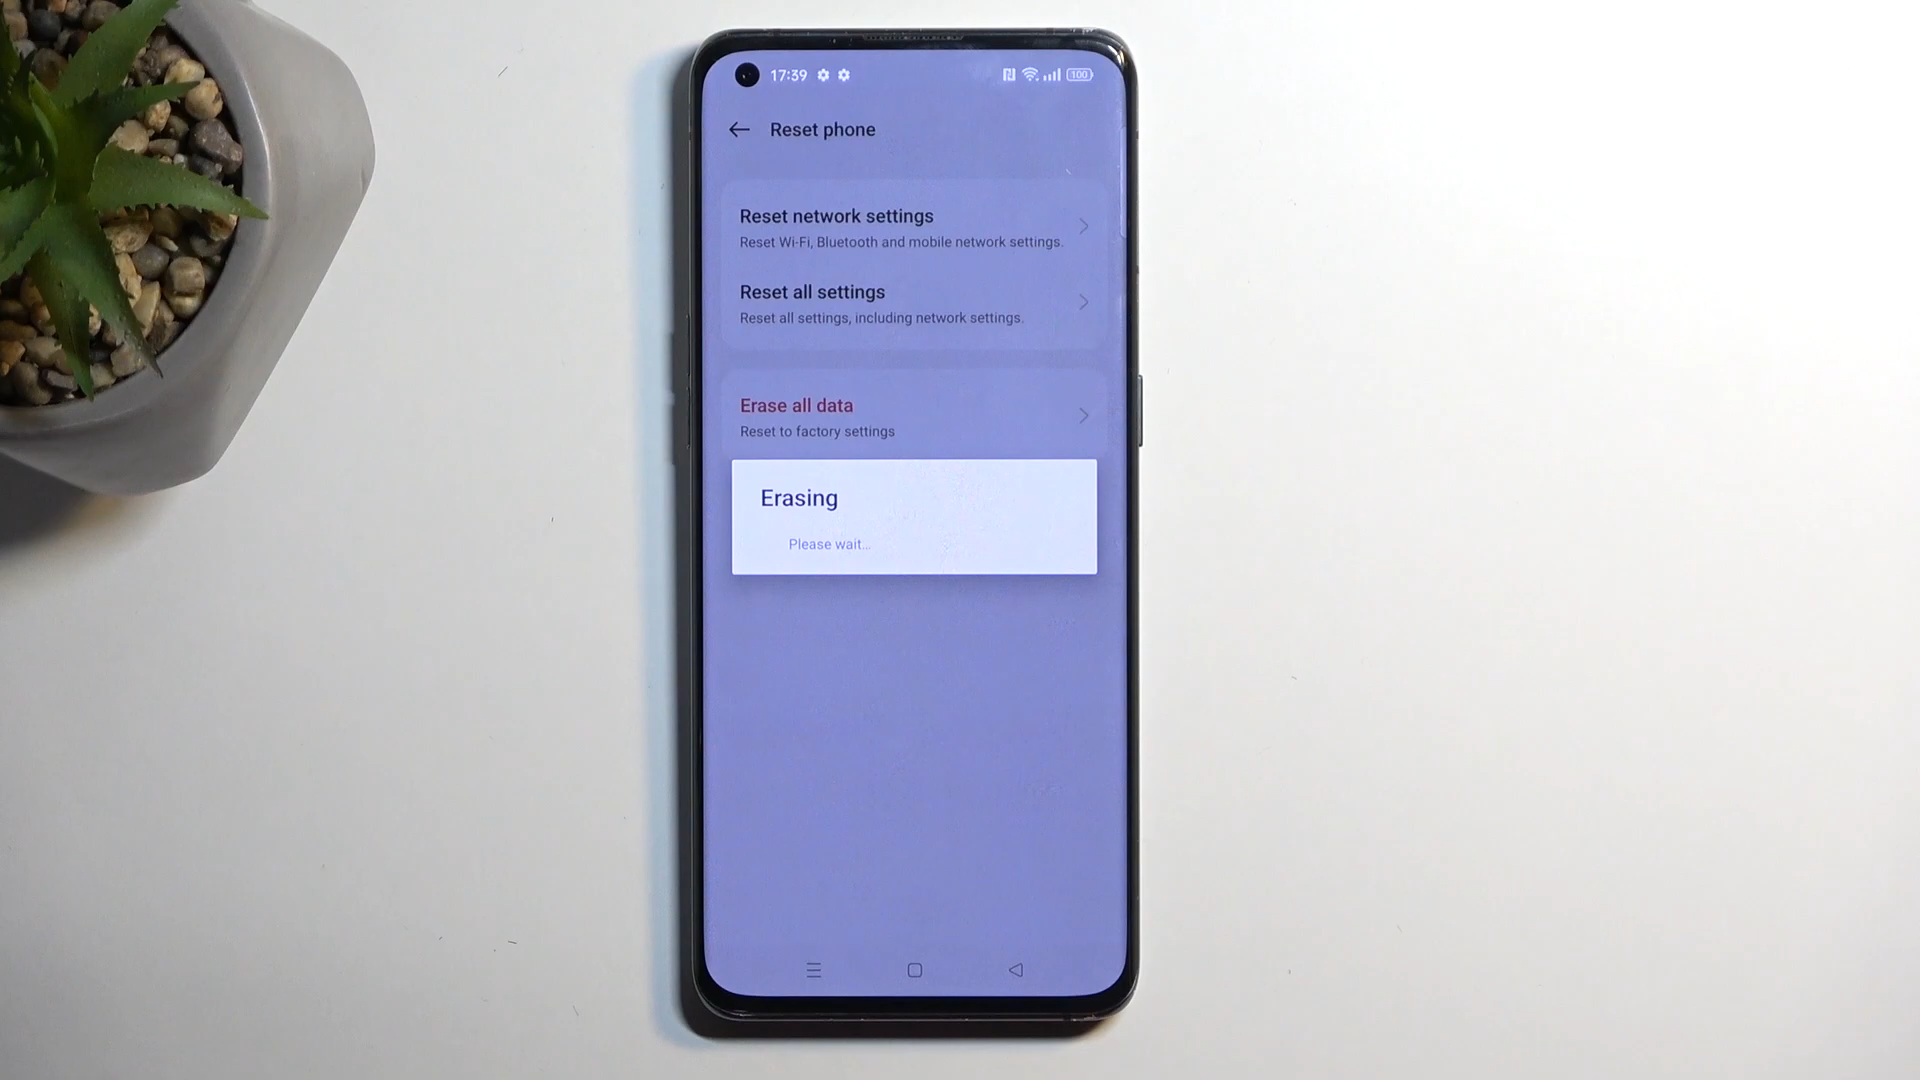 17:39
100
Reset phone
Reset network settings
Reset Wi-Fi, Bluetooth and mobile network settings.
Reset all settings
Reset all settings, including network settings.
Erase all data
Reset to factory settings
Erasing
Please wait...